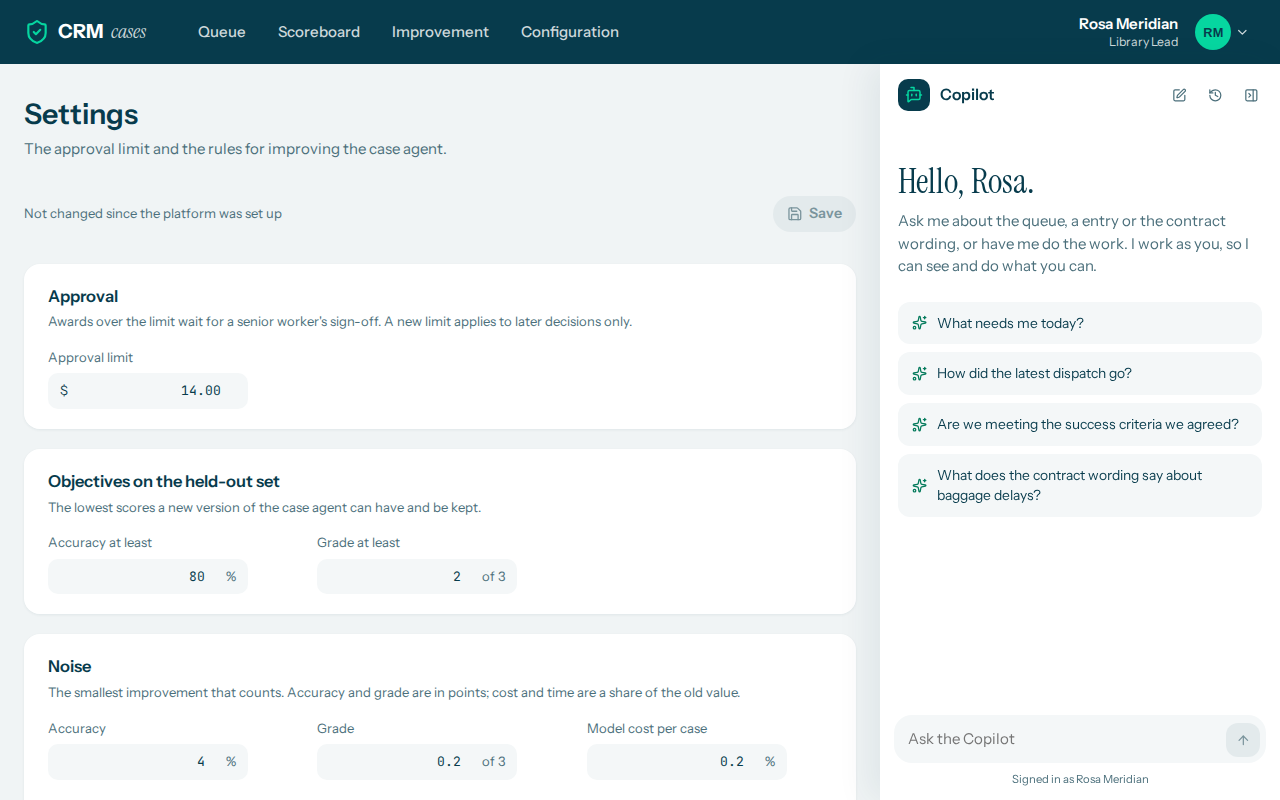 CRM cases
Queue
Scoreboard
Improvement
Configuration
Rosa Meridian
Library Lead
RM
Settings
The approval limit and the rules for improving the case agent.
Not changed since the platform was set up
Save
Approval
Awards over the limit wait for a senior worker's sign-off. A new limit applies to later decisions only.
Approval limit
$ 14.00
Objectives on the held-out set
The lowest scores a new version of the case agent can have and be kept.
Accuracy at least
Grade at least
80 %
2 of 3
Noise
The smallest improvement that counts. Accuracy and grade are in points; cost and time are a share of the old value.
Accuracy
Grade
Model cost per case
4 %
0.2 of 3
0.2 %
Copilot
Hello, Rosa.
Ask me about the queue, a entry or the contract
wording, or have me do the work. I work as you, so I
can see and do what you can.
What needs me today?
How did the latest dispatch go?
Are we meeting the success criteria we agreed?
What does the contract wording say about
baggage delays?
Ask the Copilot
Signed in as Rosa Meridian